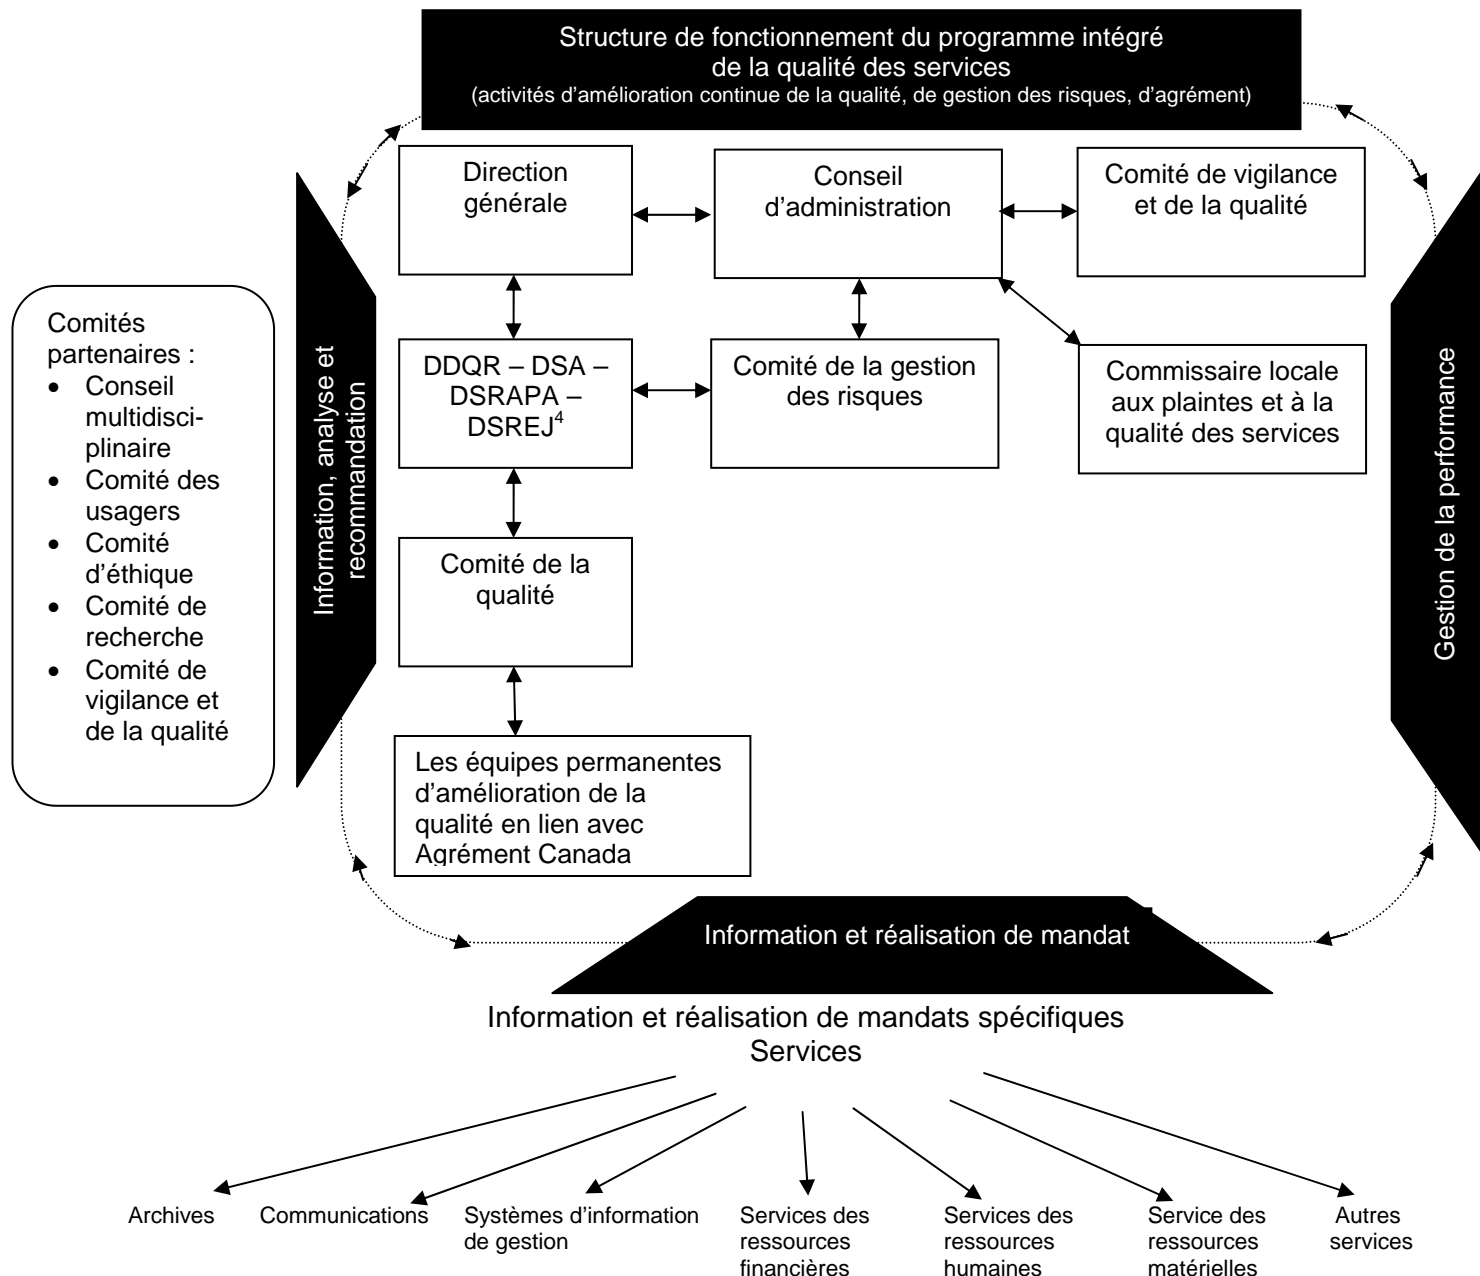 Structure de fonctionnement du programme intégré
de la qualité des services
(activités d'amélioration continue de la qualité, de gestion des risques, d'agrément)
Direction
générale
Conseil
d'administration
Comité de vigilance
et de la qualité
Comités
partenaires :
• Conseil
multidisci-
plinaire
• Comité des
usagers
• Comité
d'éthique
• Comité de
recherche
• Comité de
vigilance et
de la qualité
Information, analyse et
recommandation
DDQR – DSA –
DSRAPA –
DSREJ4
Comité de la gestion
des risques
Commissaire locale
aux plaintes et à la
qualité des services
Gestion de la performance
Comité de la
qualité
Les équipes permanentes
d'amélioration de la
qualité en lien avec
Agrément Canada
Information et réalisation de mandat
Information et réalisation de mandats spécifiques
Services
Archives
Communications
Systèmes d'information
de gestion
Services des
ressources
financières
Services des
ressources
humaines
Service des
ressources
matérielles
Autres
services